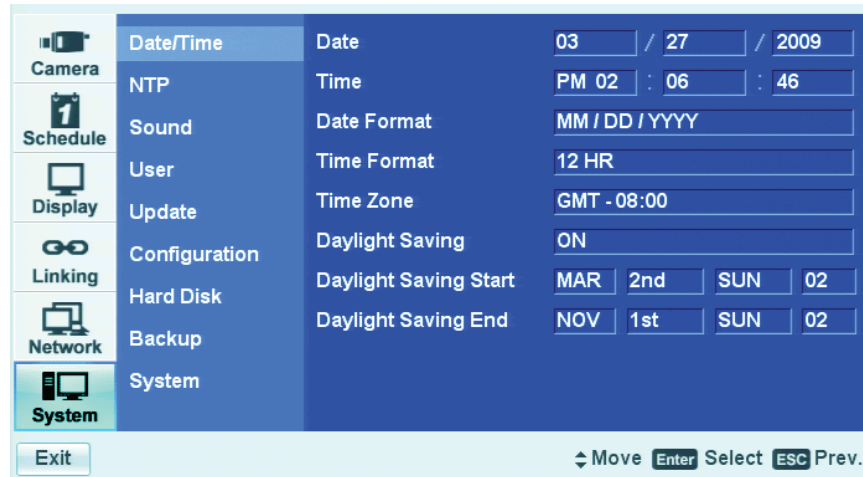 Camera
Schedule
Display
Linking
Network
System
Exit
Date/Time
NTP
Sound
User
Update
Configuration
Hard Disk
Backup
System
Date 03 / 27 / 2009
Time PM 02 : 06 : 46
Date Format MM / DD / YYYY
Time Format 12 HR
Time Zone GMT - 08:00
Daylight Saving ON
Daylight Saving Start MAR 2nd SUN 02
Daylight Saving End NOV 1st SUN 02
Move Enter Select ESC Prev.